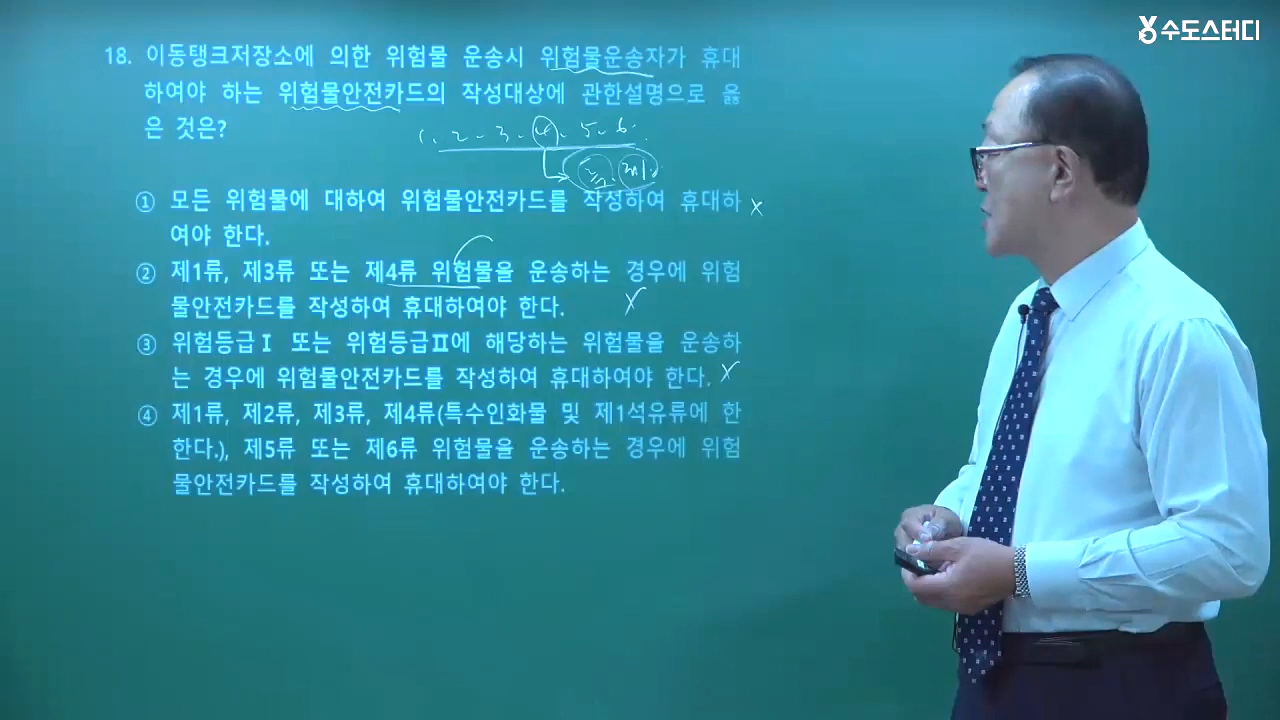 수도스터디
18. 이동탱크저장소에 의한 위험물 운송시 위험물운송자가 휴대
하여야 하는 위험물안전카드의 작성대상에 관한설명으로 옳
은 것은?
1. 2. 3. 4. 5. 6.
특. 제1.
① 모든 위험물에 대하여 위험물안전카드를 작성하여 휴대하 ×
여야 한다.
② 제1류, 제3류 또는 제4류 위험물을 운송하는 경우에 위험
물안전카드를 작성하여 휴대하여야 한다. ×
③ 위험등급Ⅰ 또는 위험등급Ⅱ에 해당하는 위험물을 운송하
는 경우에 위험물안전카드를 작성하여 휴대하여야 한다. ×
④ 제1류, 제2류, 제3류, 제4류(특수인화물 및 제1석유류에 한
한다.), 제5류 또는 제6류 위험물을 운송하는 경우에 위험
물안전카드를 작성하여 휴대하여야 한다.